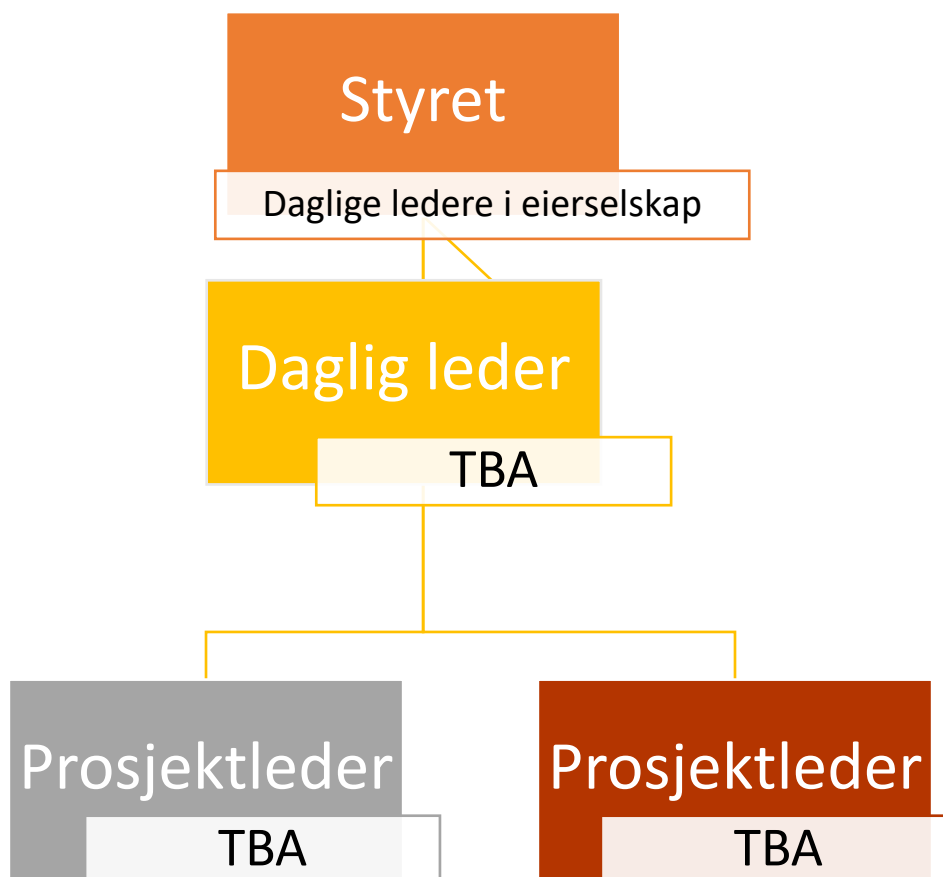 Styret
Daglige ledere i eierselskap
Daglig leder
TBA
Prosjektleder
TBA
Prosjektleder
TBA